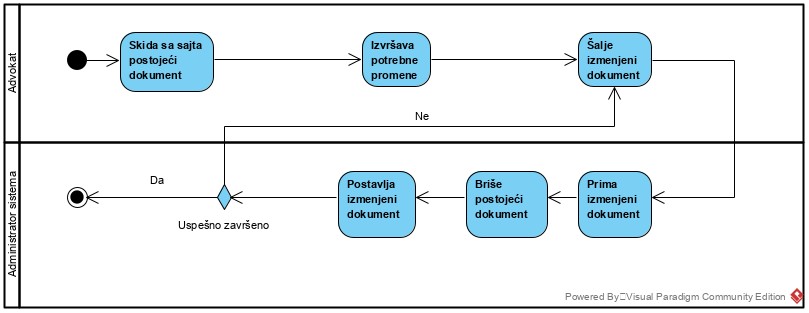 Advokat
Skida sa sajta
postojeći
dokument
Izvršava
potrebne
promene
Šalje
izmenjeni
dokument
Ne
Administrator sistema
Da
Uspešno završeno
Postavlja
izmenjeni
dokument
Briše
postojeći
dokument
Prima
izmenjeni
dokument
Powered By Visual Paradigm Community Edition